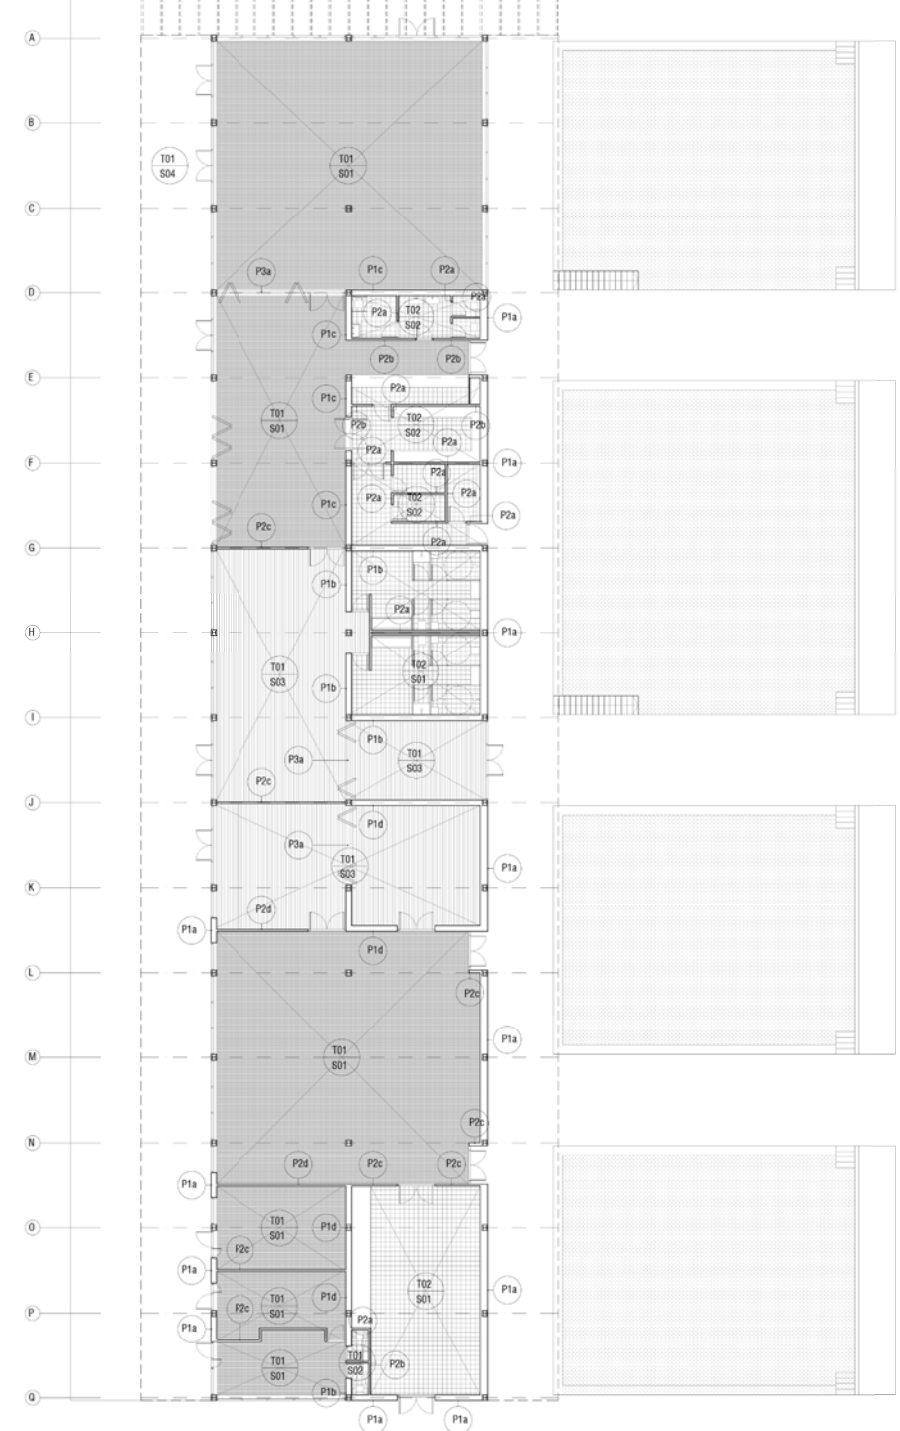 A
B
T01
S04
T01
S01
C
P3a
P1c
P2a
D
P2a
P2a
T02
S02
P1a
P1c
P2b
P2b
E
P2a
P1c
T01
S01
P2b
T02
S02
P2b
P2a
P2a
F
P1a
P2a
P2a
T02
S02
P2a
P1c
P2a
P2c
P2a
G
P1b
P1b
P2a
H
P1a
T01
S03
T02
S01
P1b
I
P1b
P3a
T01
S03
P2c
J
P1d
P3a
T01
S03
P1a
K
P2d
P1a
P1d
L
P2c
P1a
M
T01
S01
P2c
N
P2d
P2c
P2c
P1a
O
T01
S01
P1d
P2c
P1a
P1a
T02
S01
P1d
T01
S01
P2c
P
P1a
P2a
T01
S02
P2b
T01
S01
P1b
Q
P1a
P1a